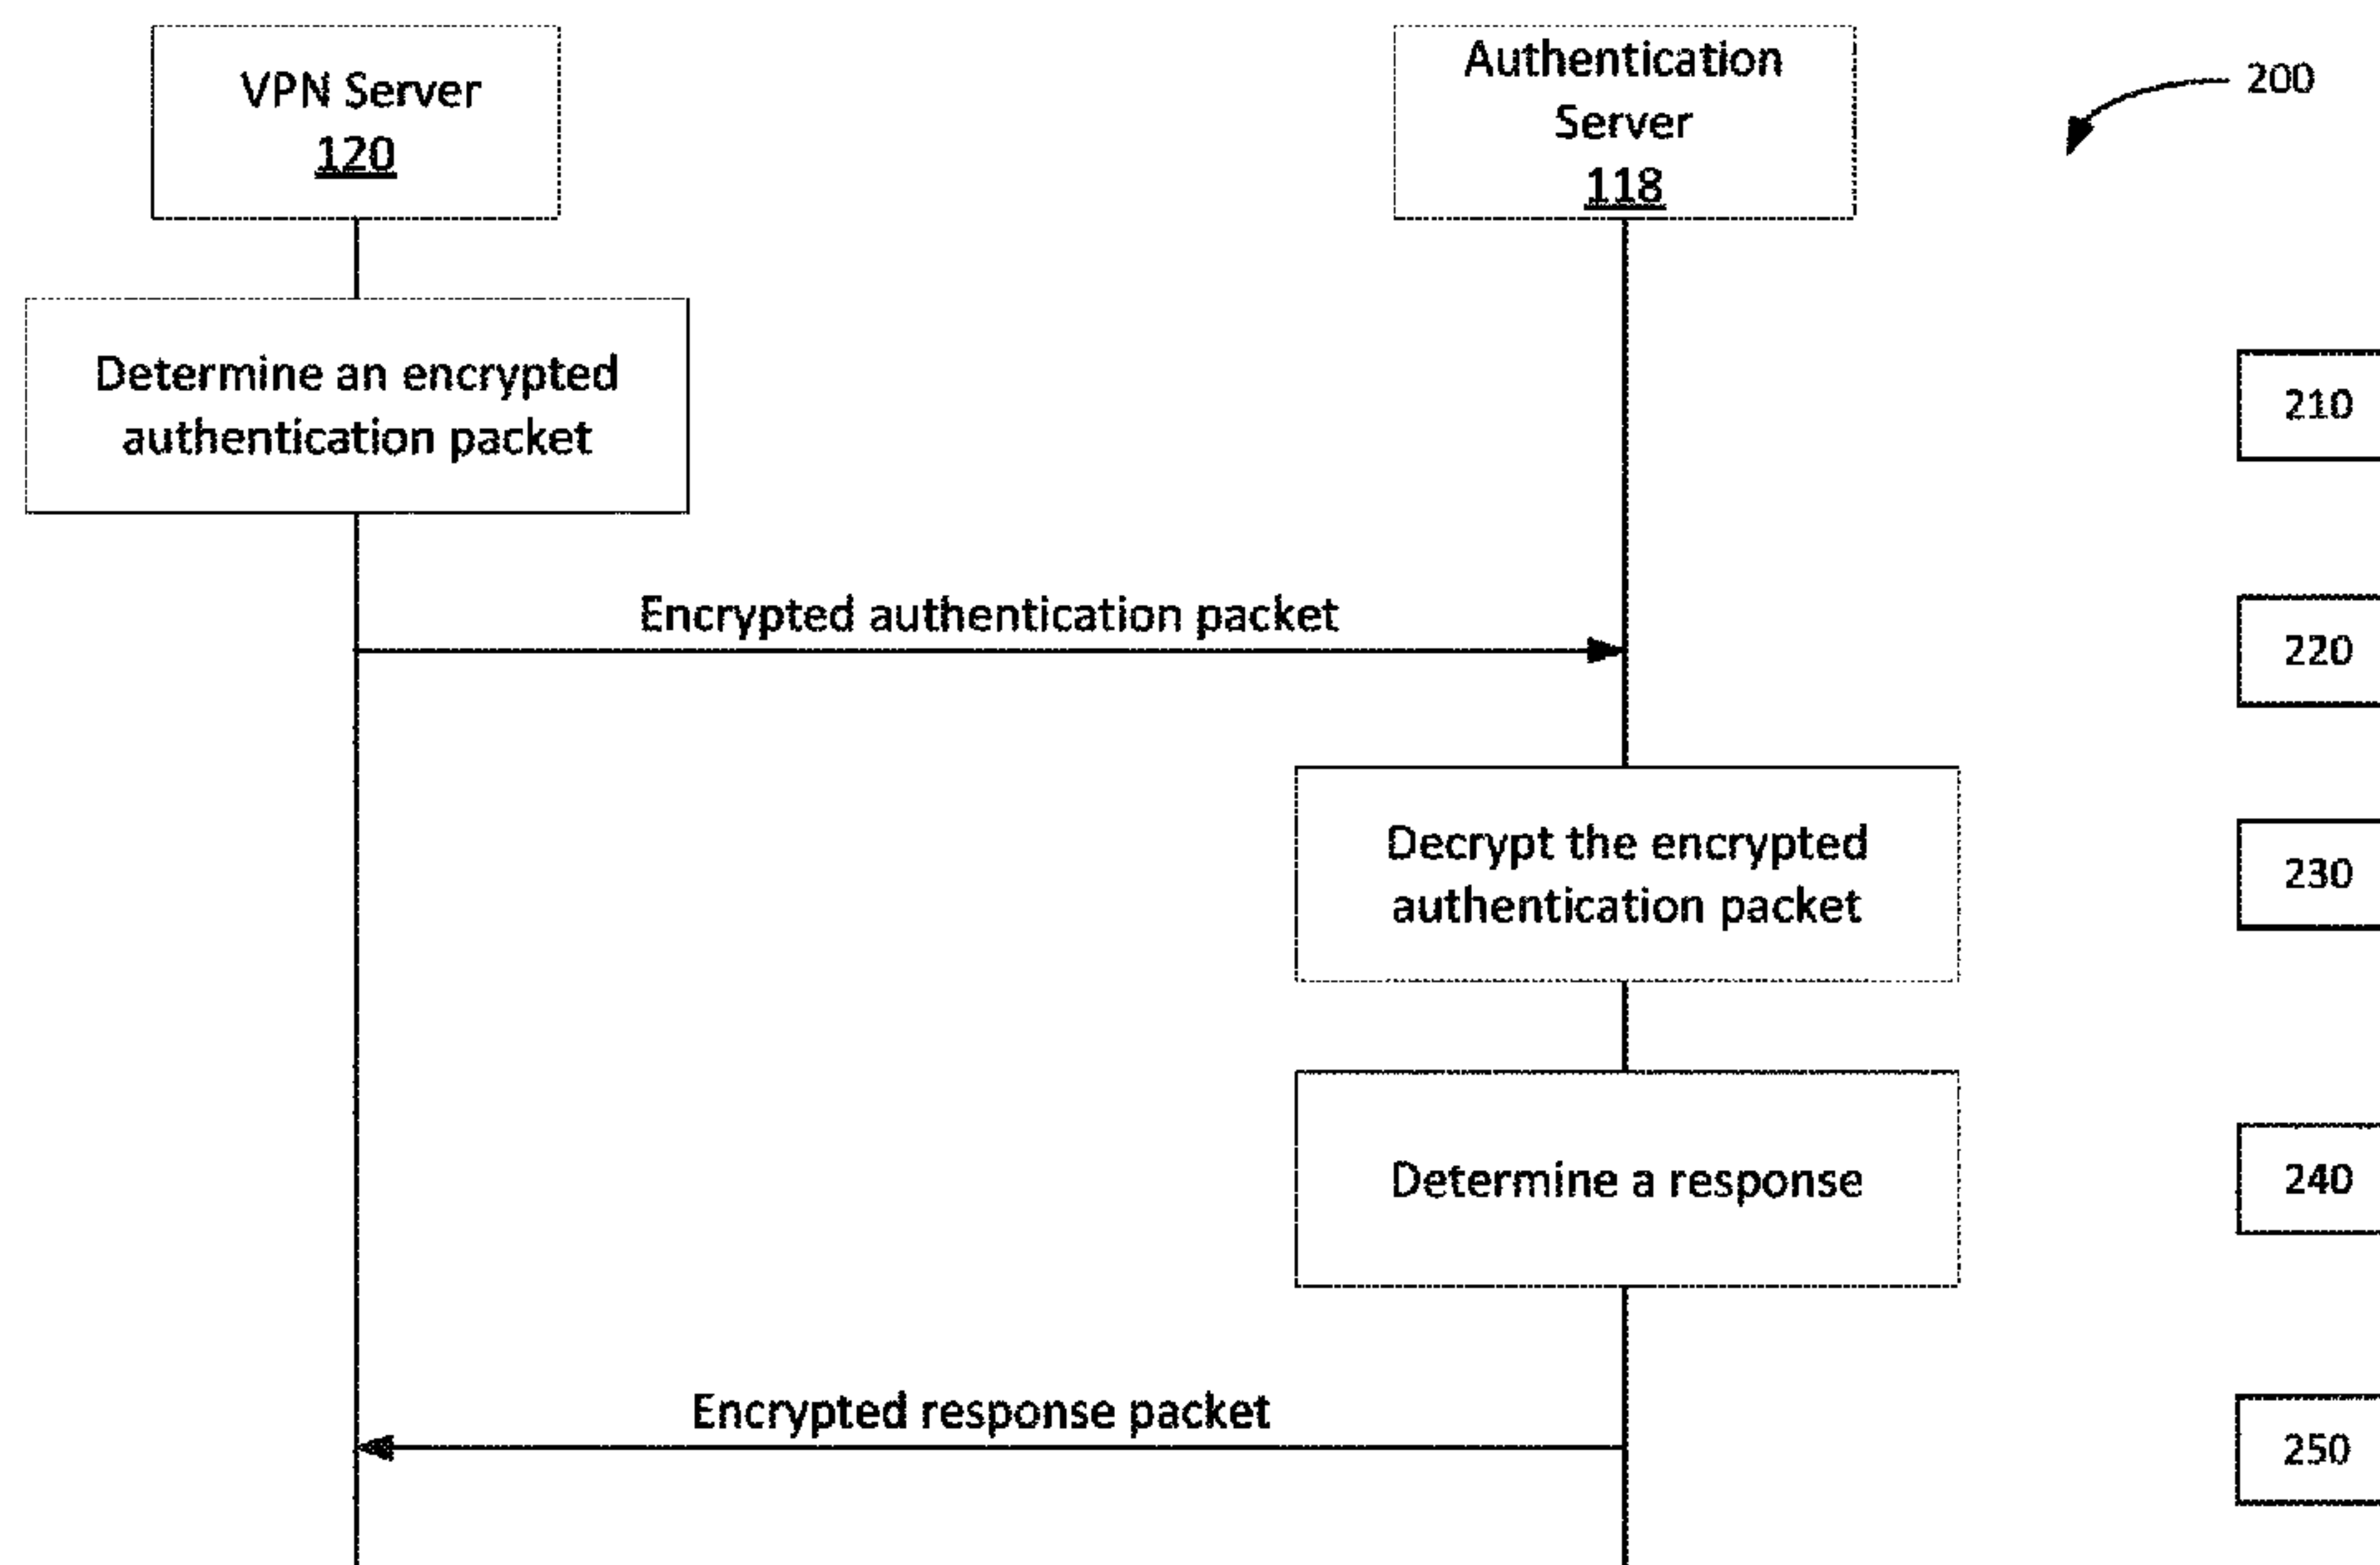 VPN Server
120
Authentication
Server
118
200
Determine an encrypted
authentication packet
210
Encrypted authentication packet
220
Decrypt the encrypted
authentication packet
230
Determine a response
240
Encrypted response packet
250